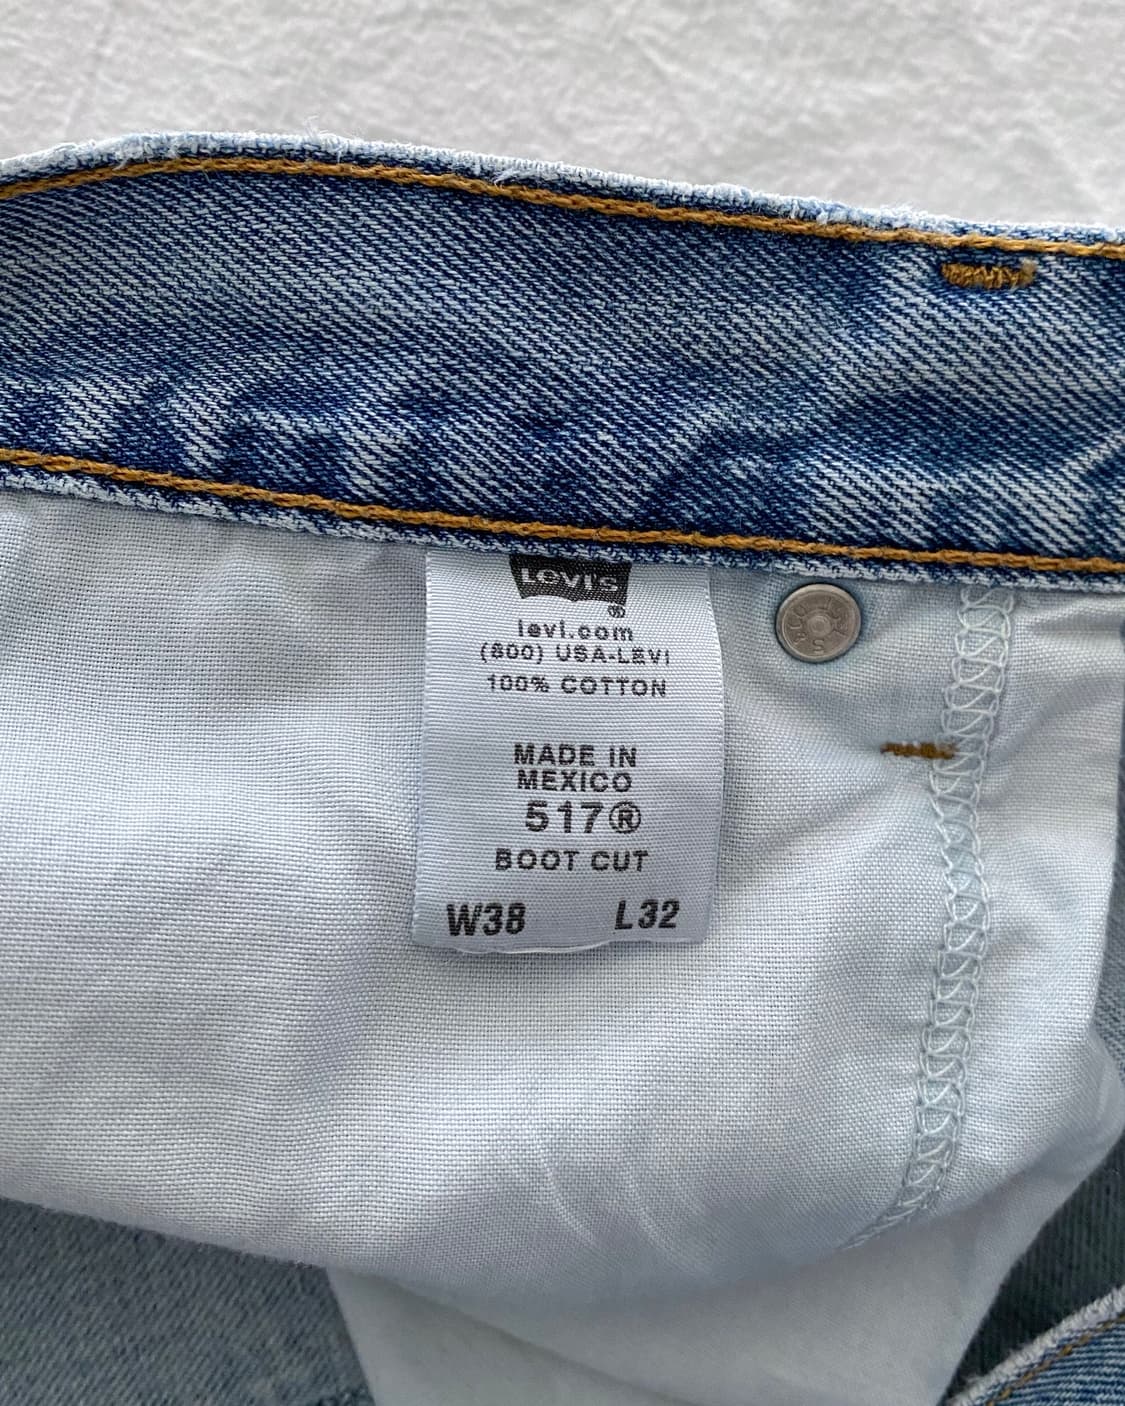 LEVI'S
®
levi.com
(800) USA-LEVI
100% COTTON
MADE IN
MEXICO
517®
BOOT CUT
W38 L32